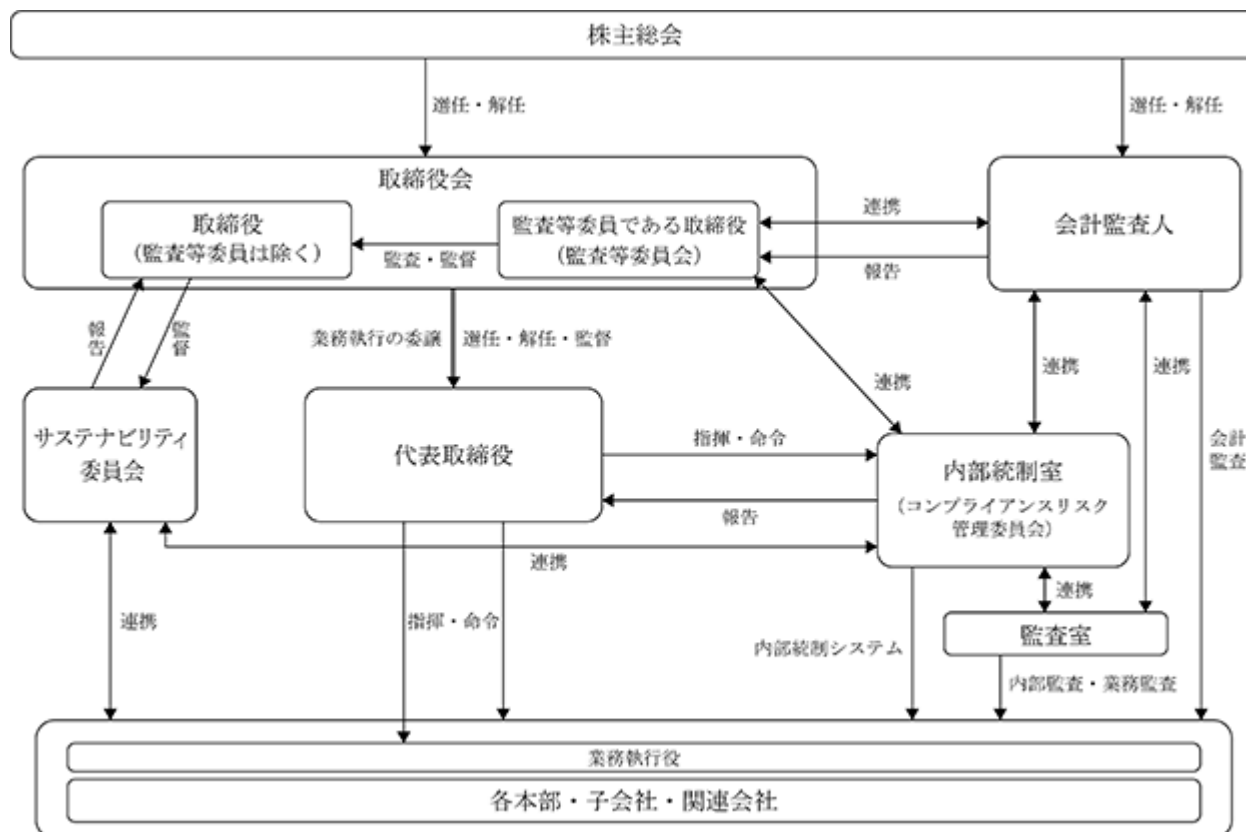 株主総会
選任・解任
選任・解任
取締役会
取締役
(監査等委員は除く)
監査等委員である取締役
(監査等委員会)
監査・監督
連携
報告
会計監査人
報告
監督
業務執行の委譲
選任・解任・監督
連携
連携
連携
会計
監査
サステナビリティ
委員会
代表取締役
指揮・命令
報告
内部統制室
(コンプライアンスリスク
管理委員会)
連携
連携
連携
指揮・命令
内部統制システム
監査室
内部監査・業務監査
業務執行役
各本部・子会社・関連会社